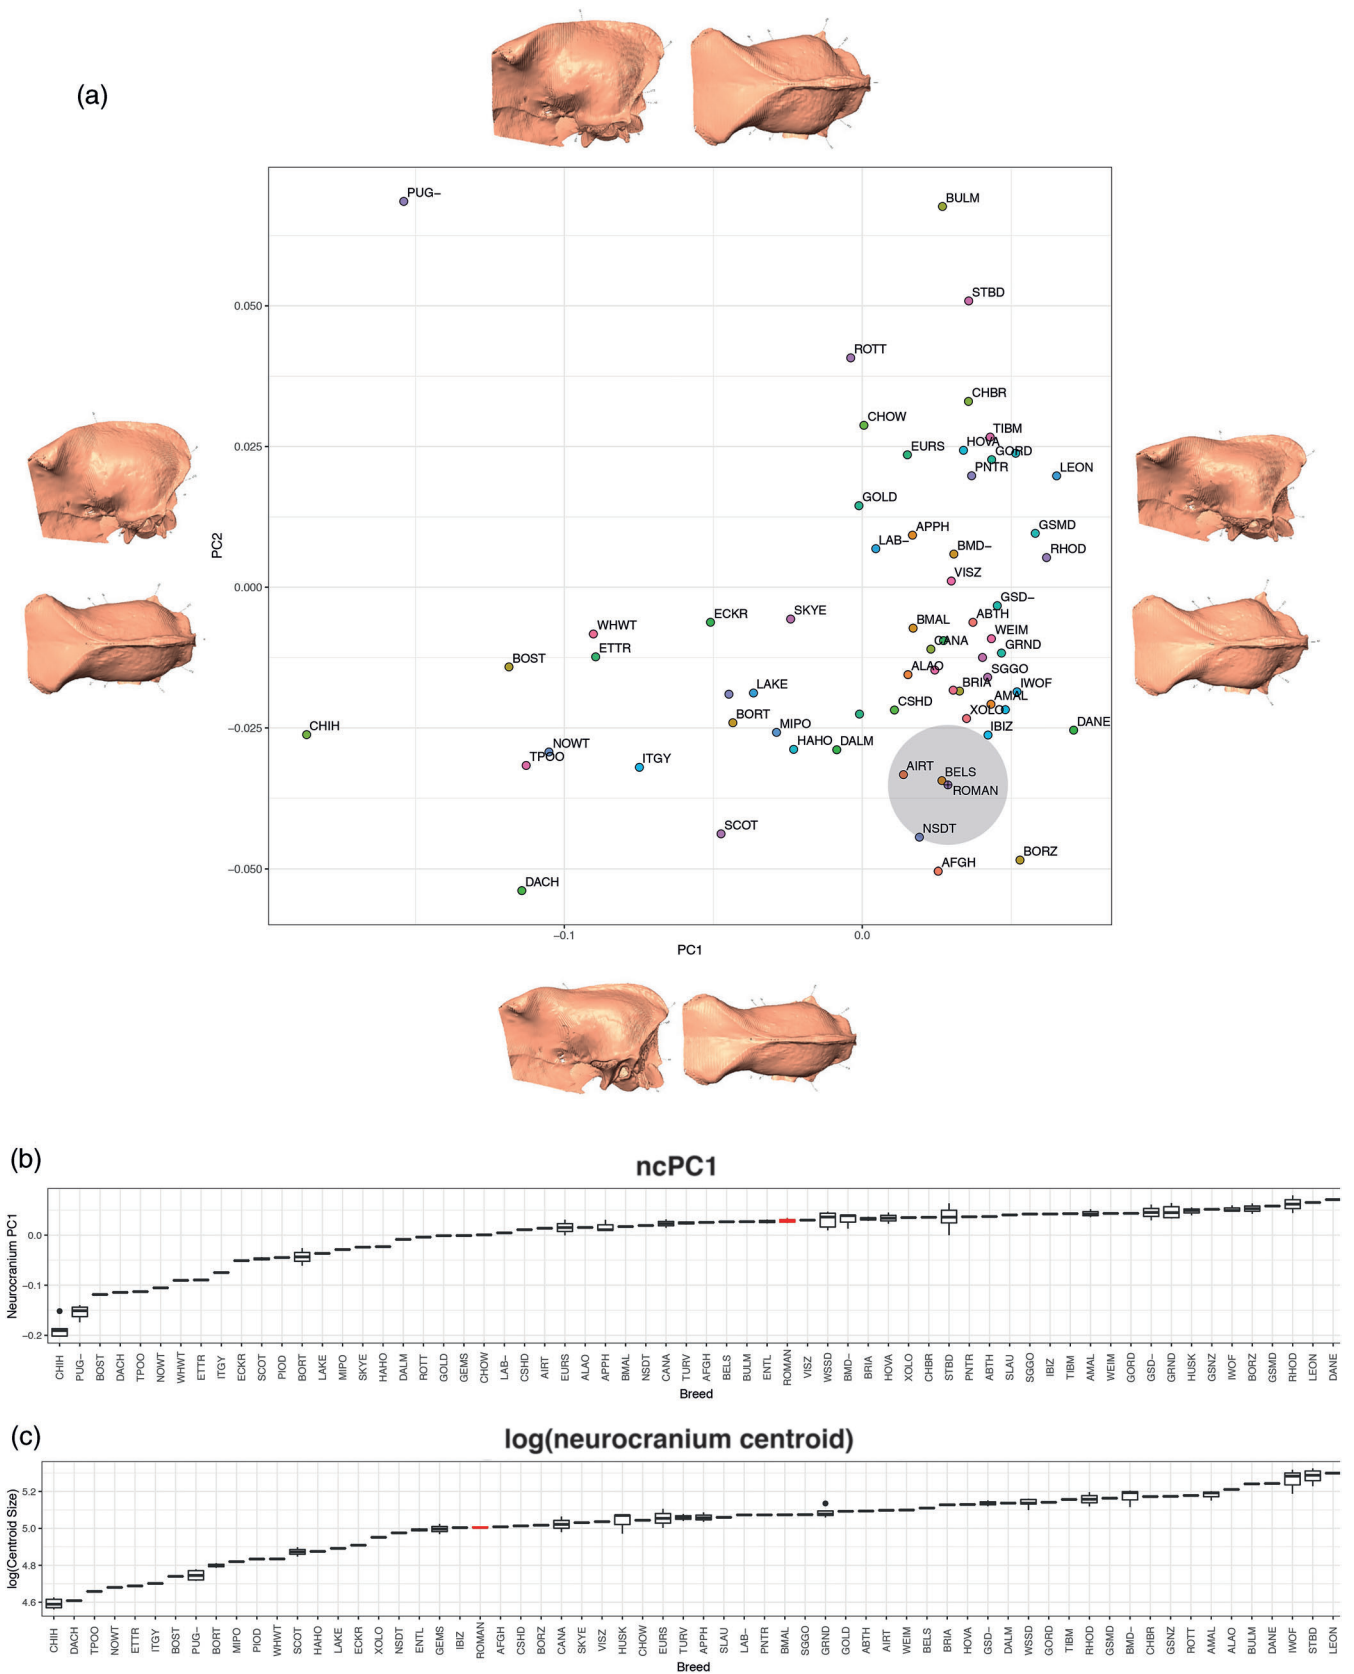 (a)
PUG–
BULM
STBD
0.050
ROTT
CHBR
CHOW
TIBM
HOVA
EURS
GORD
0.025
PNTR
LEON
GOLD
APPH
GSMD
LAB–
BMD–
RHOD
PC2
VISZ
0.000
GSD–
SKYE
ECKR
ABTH
WHWT
BMAL
WEIM
CANA
GRND
ETTR
BOST
ALAO
SGGO
LAKE
BRIA
IWOF
AMAL
CSHD
XOLO
BORT
CHIH
MIPO
IBIZ
DANE
–0.025
NOWT
HAHO
DALM
TPOO
ITGY
AIRT
BELS
ROMAN
SCOT
NSDT
BORZ
AFGH
–0.050
DACH
–0.1
0.0
PC1
(b)
ncPC1
Neurocranium PC1
0.0
–0.1
–0.2
CHIH PUG– BOST DACH TPOO NOWT WHWT ETTR ITGY ECKR SCOT PIOD BORT LAKE MIPO SKYE HAHO DALM ROTT GOLD GEMS CHOW LAB– CSHD AIRT EURS ALAO APPH BMAL NSDT CANA TURV AFGH BELS BULM ENTL ROMAN VISZ WSSD BMD– BRIA HOVA XOLO CHBR STBD PNTR ABTH SLAU SGGO IBIZ TIBM AMAL WEIM GORD GSD– GRND HUSK GSNZ IWOF BORZ GSMD RHOD LEON DANE
Breed
(c)
log(neurocranium centroid)
log(Centroid Size)
5.2
5.0
4.8
4.6
CHIH DACH TPOO NOWT ETTR ITGY BOST PUG– BORT MIPO PIOD WHWT SCOT HAHO LAKE ECKR XOLO NSDT ENTL GEMS IBIZ ROMAN AFGH CSHD BORZ CANA SKYE VISZ HUSK CHOW EURS TURV APPH SLAU LAB– PNTR BMAL SGGO GRND GOLD ABTH AIRT WEIM BELS BRIA HOVA GSD– DALM WSSD GORD TIBM RHOD GSMD BMD– CHBR GSNZ ROTT AMAL ALAO BULM DANE IWOF STBD LEON
Breed